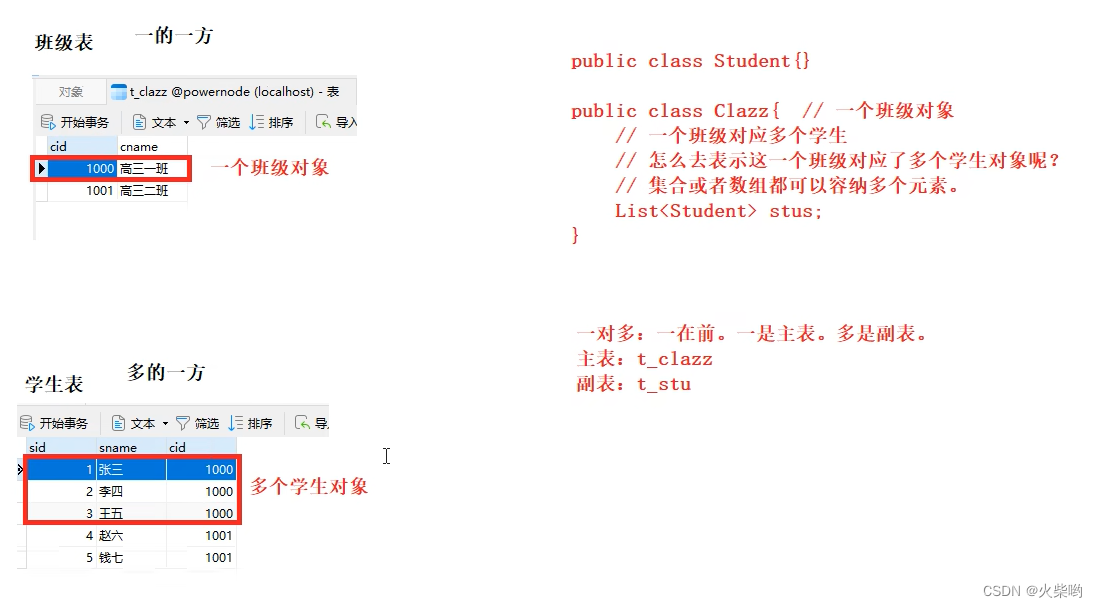 班级表 一的一方
对象 t_clazz @powernode (localhost) - 表
开始事务 文本 筛选 排序 导入
cid cname
1000 高三一班
1001 高三二班
一个班级对象
public class Student{}
public class Clazz{ // 一个班级对象
// 一个班级对应多个学生
// 怎么去表示这一个班级对应了多个学生对象呢?
// 集合或者数组都可以容纳多个元素。
List<Student> stus;
}
一对多：一在前。一是主表。多是副表。
主表：t_clazz
副表：t_stu
学生表 多的一方
开始事务 文本 筛选 排序 导
sid sname cid
1 张三 1000
2 李四 1000
3 王五 1000
4 赵六 1001
5 钱七 1001
多个学生对象
CSDN @火柴哟